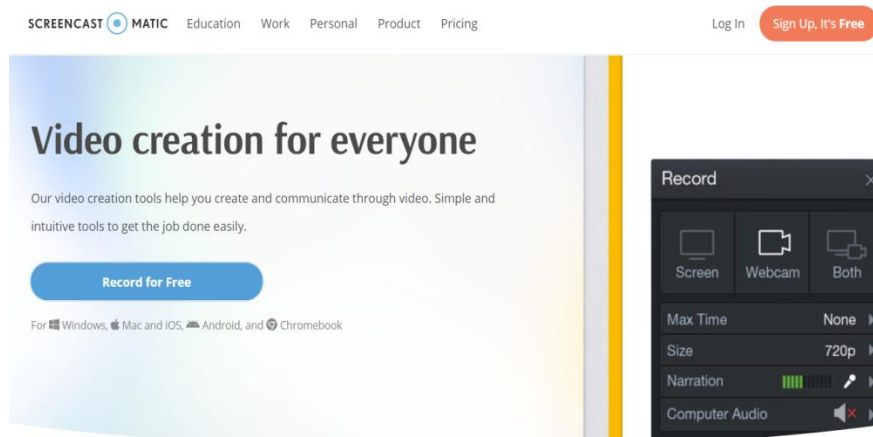 SCREENCAST MATIC Education Work Personal Product Pricing Log In Sign Up, It's Free
Video creation for everyone
Our video creation tools help you create and communicate through video. Simple and
intuitive tools to get the job done easily.
Record for Free
For Windows, Mac and iOS, Android, and Chromebook
Record
Screen Webcam Both
Max Time None
Size 720p
Narration
Computer Audio